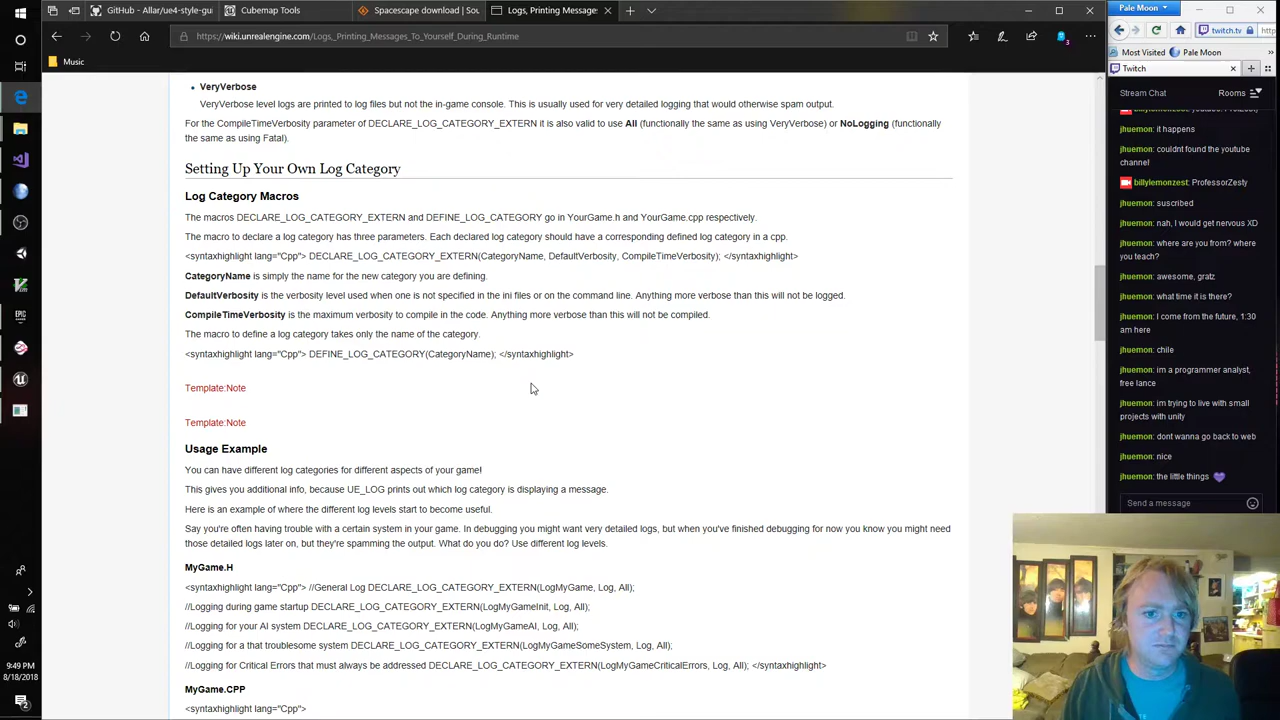 GitHub - Allar/ue4-style-gu
Cubemap Tools
Spacescape download | Sou
Logs, Printing Messages
https://wiki.unrealengine.com/Logs,_Printing_Messages_To_Yourself_During_Runtime
Music
VeryVerbose
VeryVerbose level logs are printed to log files but not the in-game console. This is usually used for very detailed logging that would otherwise spam output.
For the CompileTimeVerbosity parameter of DECLARE_LOG_CATEGORY_EXTERN it is also valid to use All (functionally the same as using VeryVerbose) or NoLogging (functionally
the same as using Fatal).
Setting Up Your Own Log Category
Log Category Macros
The macros DECLARE_LOG_CATEGORY_EXTERN and DEFINE_LOG_CATEGORY go in YourGame.h and YourGame.cpp respectively.
The macro to declare a log category has three parameters. Each declared log category should have a corresponding defined log category in a cpp.
<syntaxhighlight lang="Cpp"> DECLARE_LOG_CATEGORY_EXTERN(CategoryName, DefaultVerbosity, CompileTimeVerbosity); </syntaxhighlight>
CategoryName is simply the name for the new category you are defining.
DefaultVerbosity is the verbosity level used when one is not specified in the ini files or on the command line. Anything more verbose than this will not be logged.
CompileTimeVerbosity is the maximum verbosity to compile in the code. Anything more verbose than this will not be compiled.
The macro to define a log category takes only the name of the category.
<syntaxhighlight lang="Cpp"> DEFINE_LOG_CATEGORY(CategoryName); </syntaxhighlight>
Template:Note
Template:Note
Usage Example
You can have different log categories for different aspects of your game!
This gives you additional info, because UE_LOG prints out which log category is displaying a message.
Here is an example of where the different log levels start to become useful:
Say you're often having trouble with a certain system in your game. In debugging you might want very detailed logs, but when you've finished debugging for now you know you might need
those detailed logs later on, but they're spamming the output. What do you do? Use different log levels.
MyGame.H
<syntaxhighlight lang="Cpp"> //General Log DECLARE_LOG_CATEGORY_EXTERN(LogMyGame, Log, All);
//Logging during game startup DECLARE_LOG_CATEGORY_EXTERN(LogMyGameInit, Log, All);
//Logging for your AI system DECLARE_LOG_CATEGORY_EXTERN(LogMyGameAI, Log, All);
//Logging for a that troublesome system DECLARE_LOG_CATEGORY_EXTERN(LogMyGameSomeSystem, Log, All);
//Logging for Critical Errors that must always be addressed DECLARE_LOG_CATEGORY_EXTERN(LogMyGameCriticalErrors, Log, All); </syntaxhighlight>
MyGame.CPP
<syntaxhighlight lang="Cpp">
9:49 PM
8/18/2018
Pale Moon
twitch.tv
Most Visited
Pale Moon
Twitch
Stream Chat
Rooms
jhuemon: it happens
jhuemon: couldnt found the youtube
channel
billylemonzest: ProfessorZesty
jhuemon: suscribed
jhuemon: nah, I would get nervous XD
jhuemon: where are you from? where
you teach?
jhuemon: awesome, gratz
jhuemon: what time it is there?
jhuemon: I come from the future, 1:30
am here
jhuemon: chile
jhuemon: im a programmer analyst,
free lance
jhuemon: im trying to live with small
projects with unity
jhuemon: dont wanna go back to web
jhuemon: nice
jhuemon: the little things
Send a message